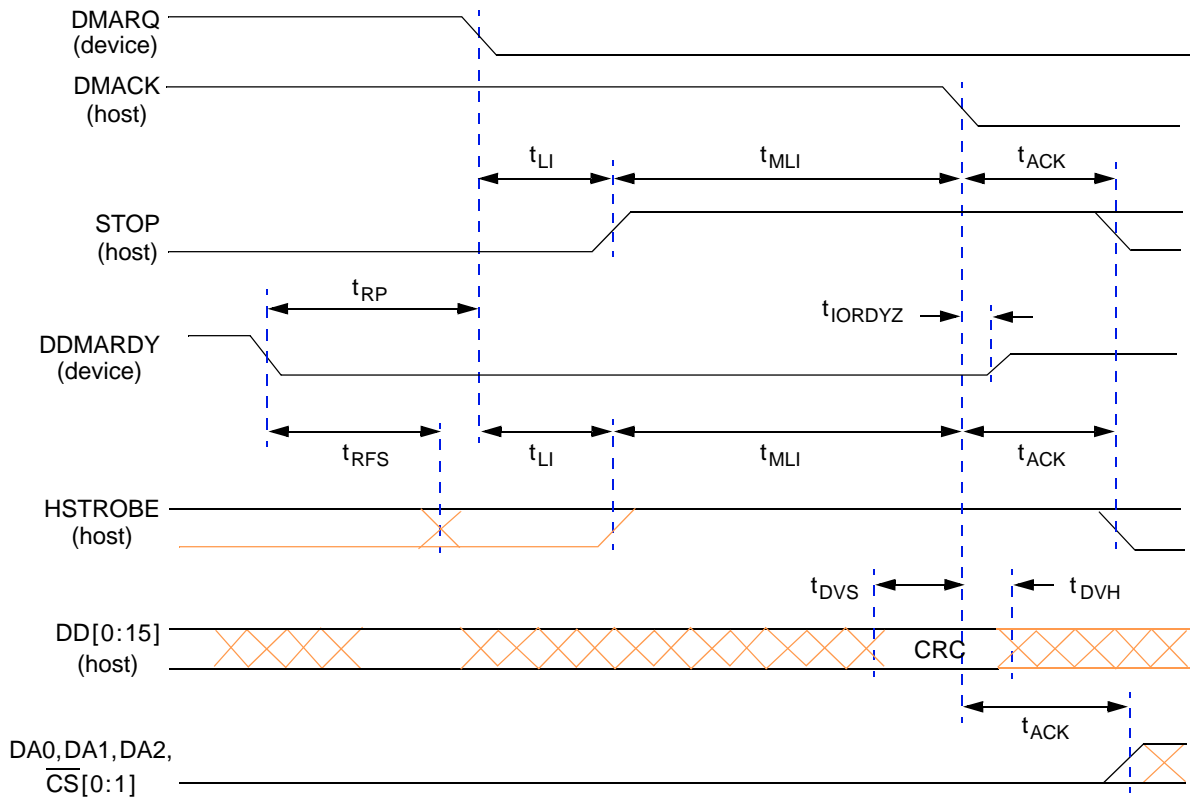 DMARQ
(device)
DMACK
(host)
tLI
tMLI
tACK
STOP
(host)
tRP
tIORDYZ
DDMARDY
(device)
tRFS
tLI
tMLI
tACK
HSTROBE
(host)
tDVS
tDVH
DD[0:15]
(host)
CRC
tACK
DA0,DA1,DA2,
CS[0:1]